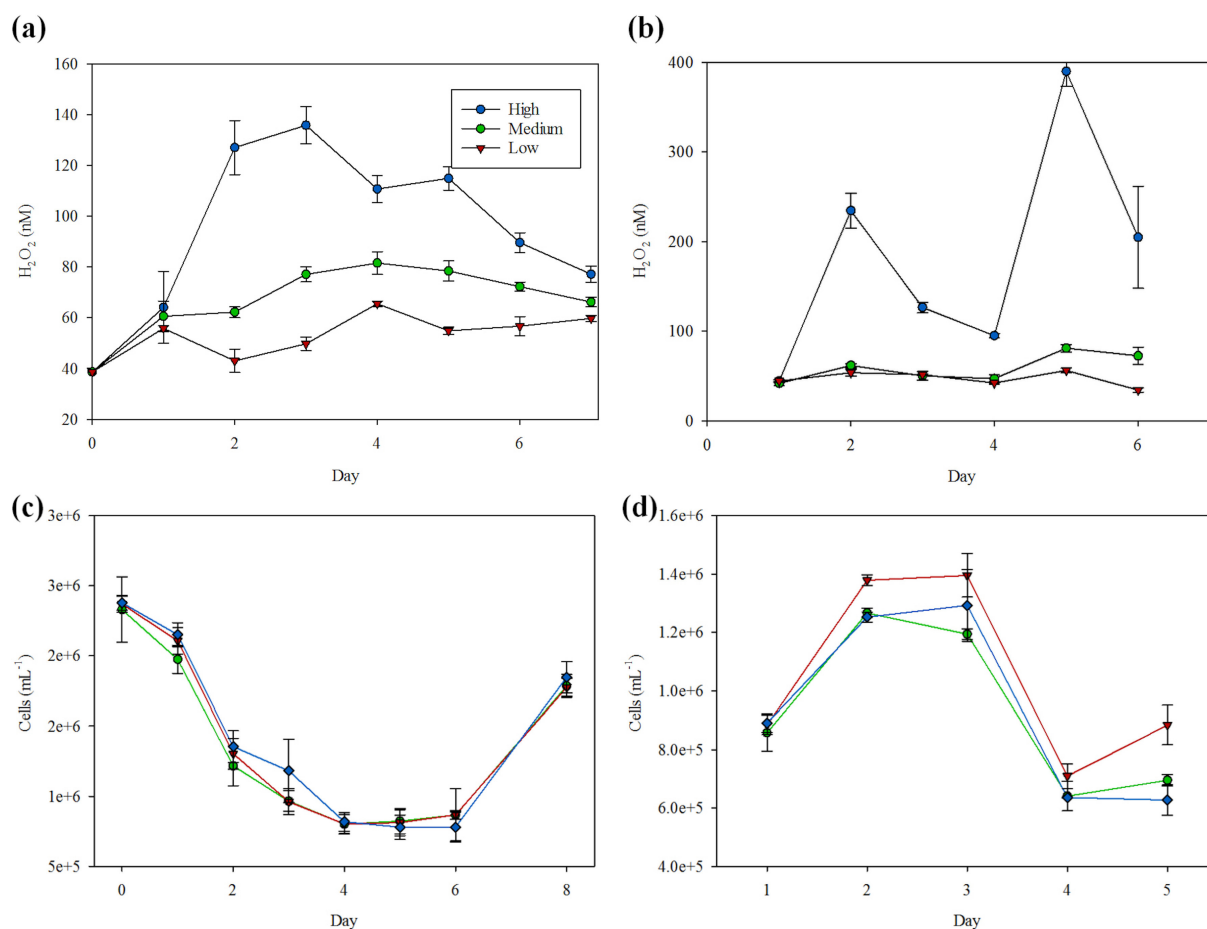 (a)
160
140
120
100
80
60
40
20
H₂O₂ (nM)
0
2
4
6
Day
High
Medium
Low
(b)
400
300
200
100
0
H₂O₂ (nM)
0
2
4
6
Day
(c)
3e+6
3e+6
2e+6
2e+6
1e+6
5e+5
Cells (mL⁻¹)
0
2
4
6
8
Day
(d)
1.6e+6
1.4e+6
1.2e+6
1.0e+6
8.0e+5
6.0e+5
4.0e+5
Cells (mL⁻¹)
1
2
3
4
5
Day